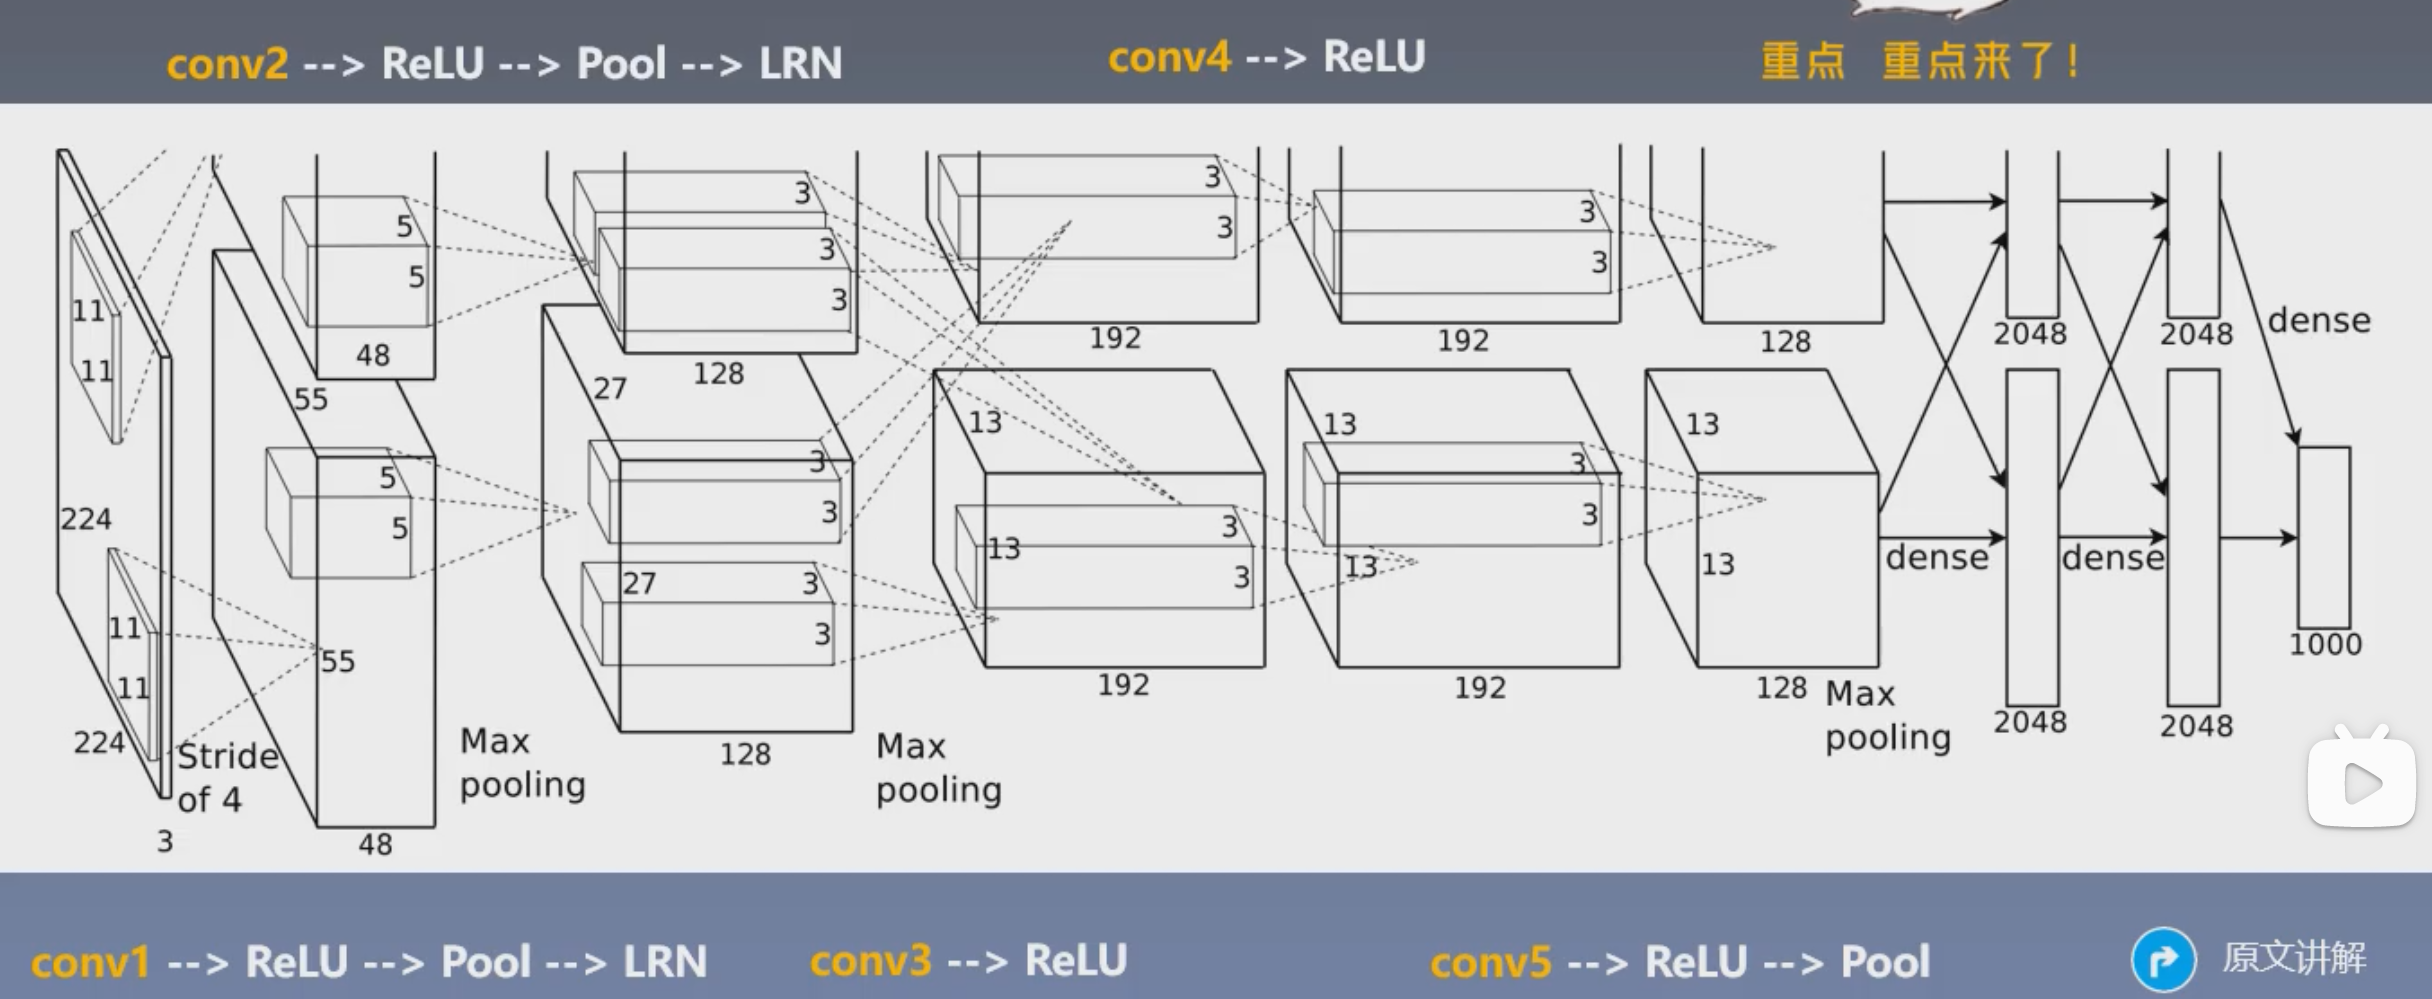 conv2 --> ReLU --> Pool --> LRN
conv4 --> ReLU
重点 重点来了!
11
11
224
11
11
224
3
Stride
of 4
5
5
48
55
5
5
55
48
Max
pooling
3
3
3
128
3
27
3
3
27
3
3
128
Max
pooling
3
3
192
13
3
13
3
192
3
3
192
13
3
3
13
192
128
13
13
128
Max
pooling
2048
2048
dense
dense
dense
2048
2048
1000
conv1 --> ReLU --> Pool --> LRN
conv3 --> ReLU
conv5 --> ReLU --> Pool
原文讲解